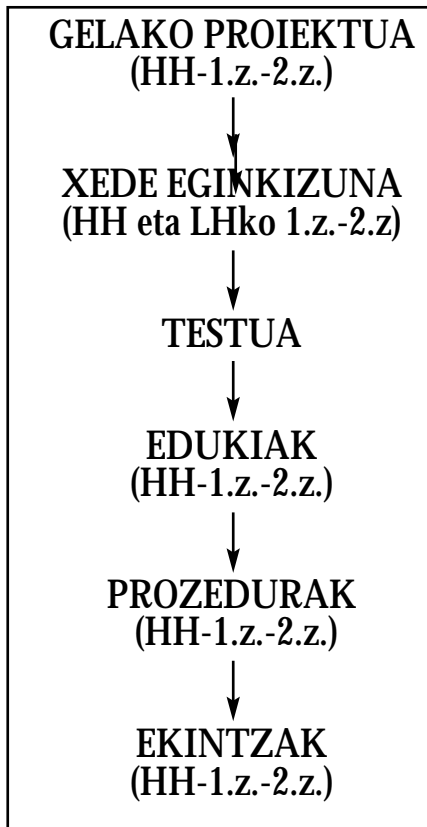 GELAKO PROIEKTUA
(HH-1.z.-2.z.)
XEDE EGINKIZUNA
(HH eta LHko 1.z.-2.z)
TESTUA
EDUKIAK
(HH-1.z.-2.z.)
PROZEDURAK
(HH-1.z.-2.z.)
EKINTZAK
(HH-1.z.-2.z.)